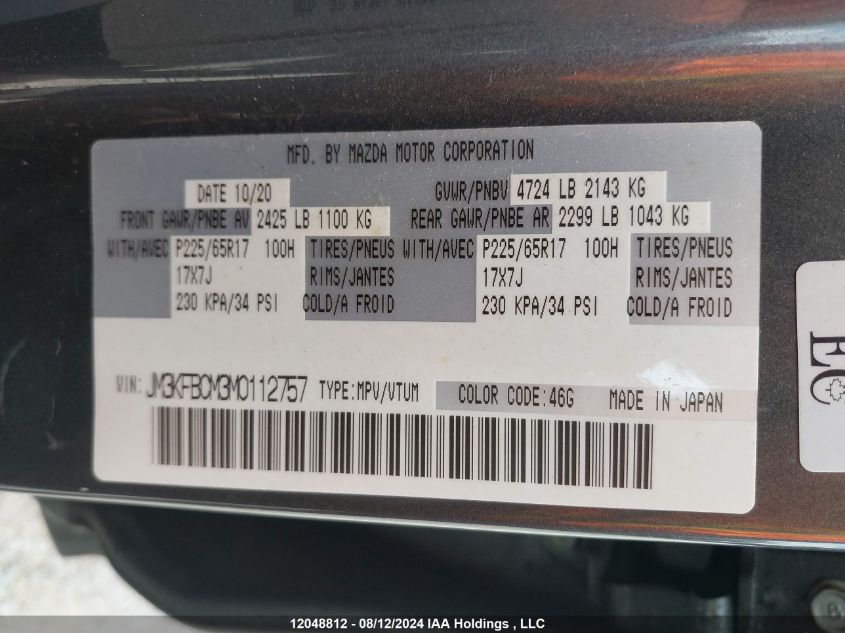 MFD. BY MAZDA MOTOR CORPORATION
DATE 10/20 GVWR/PNBV 4724 LB 2143 KG
FRONT GAWR/PNBE AV 2425 LB 1100 KG REAR GAWR/PNBE AR 2299 LB 1043 KG
WITH/AVEC P225/65R17 100H TIRES/PNEUS WITH/AVEC P225/65R17 100H TIRES/PNEUS
17X7J RIMS/JANTES 17X7J RIMS/JANTES
230 KPA/34 PSI COLD/A FROID 230 KPA/34 PSI COLD/A FROID
VIN: JM3KFBCM3M0112757 TYPE:MPV/VTUM COLOR CODE:46G MADE IN JAPAN
EC
8
12048812 - 08/12/2024 IAA Holdings , LLC